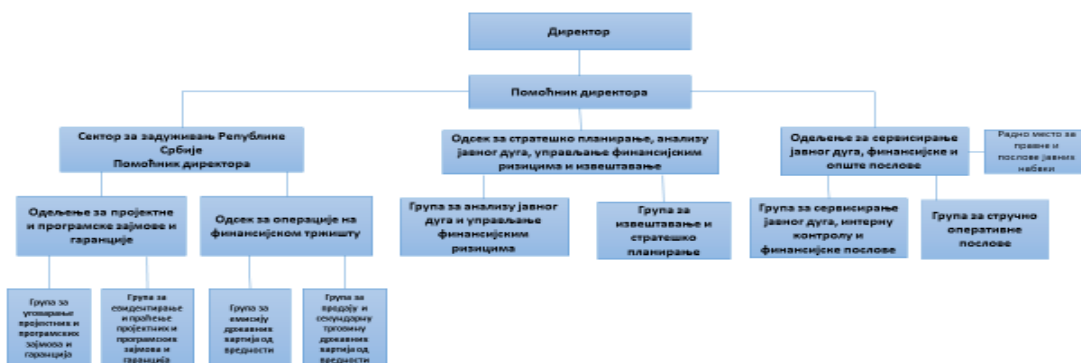 Директор
Помоћник директора
Сектор за задуживањ Републике
Србије
Помоћник директора
Одсек за стратешко планирање, анализу
јавног дуга, управљање финансијским
ризицима и извештавање
Одељење за сервисирање
јавног дуга, финансијске и
опште послове
Радно место за
правне и
послове јавних
набвки
Одељење за пројектне
и програмске зајмове и
гаранције
Одсек за операције на
финансијском тржишту
Група за анализу јавног
дуга и управљање
финансијским
ризицима
Група за
извештавање и
стратешко
планирање
Група за сервисирање
јавног дуга, интерну
контролу и
финансијске послове
Група за стручно
оперативне
послове
Група за
уговарање
пројектних и
програмских
зајмова и
гаранција
Група за
евидентирање
и праћење
пројектних и
програмских
зајмова и
гаранција
Група за
емисију
државних
хартија од
вредности
Група за
продају и
секундарну
трговину
државних
хартија од
вредности